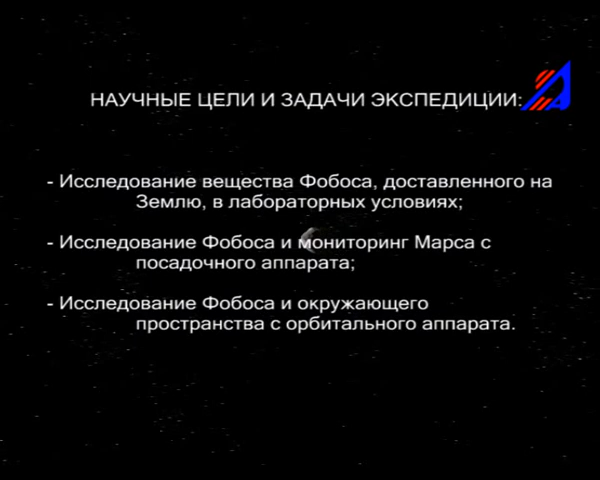 НАУЧНЫЕ ЦЕЛИ И ЗАДАЧИ ЭКСПЕДИЦИИ:
- Исследование вещества Фобоса, доставленного на
Землю, в лабораторных условиях;
- Исследование Фобоса и мониторинг Марса с
посадочного аппарата;
- Исследование Фобоса и окружающего
пространства с орбитального аппарата.